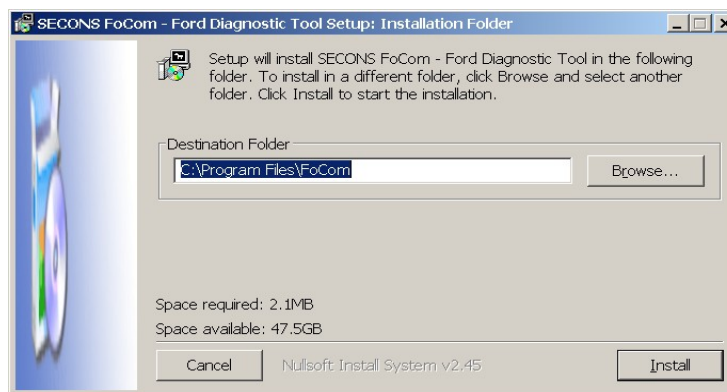 SECONS FoCom - Ford Diagnostic Tool Setup: Installation Folder
Setup will install SECONS FoCom - Ford Diagnostic Tool in the following
folder. To install in a different folder, click Browse and select another
folder. Click Install to start the installation.
Destination Folder
C:\Program Files\FoCom
Browse...
Space required: 2.1MB
Space available: 47.5GB
Cancel
Nullsoft Install System v2.45
Install